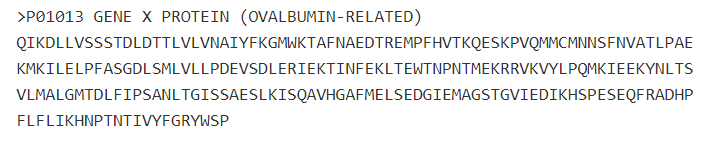 >P01013 GENE X PROTEIN (OVALBUMIN-RELATED)
QIKDLLVSSSTDLDTTLVLVNAIYFKGMWKTAFNAEDTREMPFHVTKQESKPVQMMCMNNSFNVATLPAE
KMKILELPFASGDLSMLVLLPDEVSDLERIEKTINFEKLTEWTNPNTMEKRRVKVYLPQMKIEEKYNLTS
VLMALGMTDLFIPSANLTGISSAESLKISQAVHGAFMELSEDGIEMAGSTGVIEDIKHSPESEQFRADHP
FLFLIKHNPTNTIVYFGRYWSP